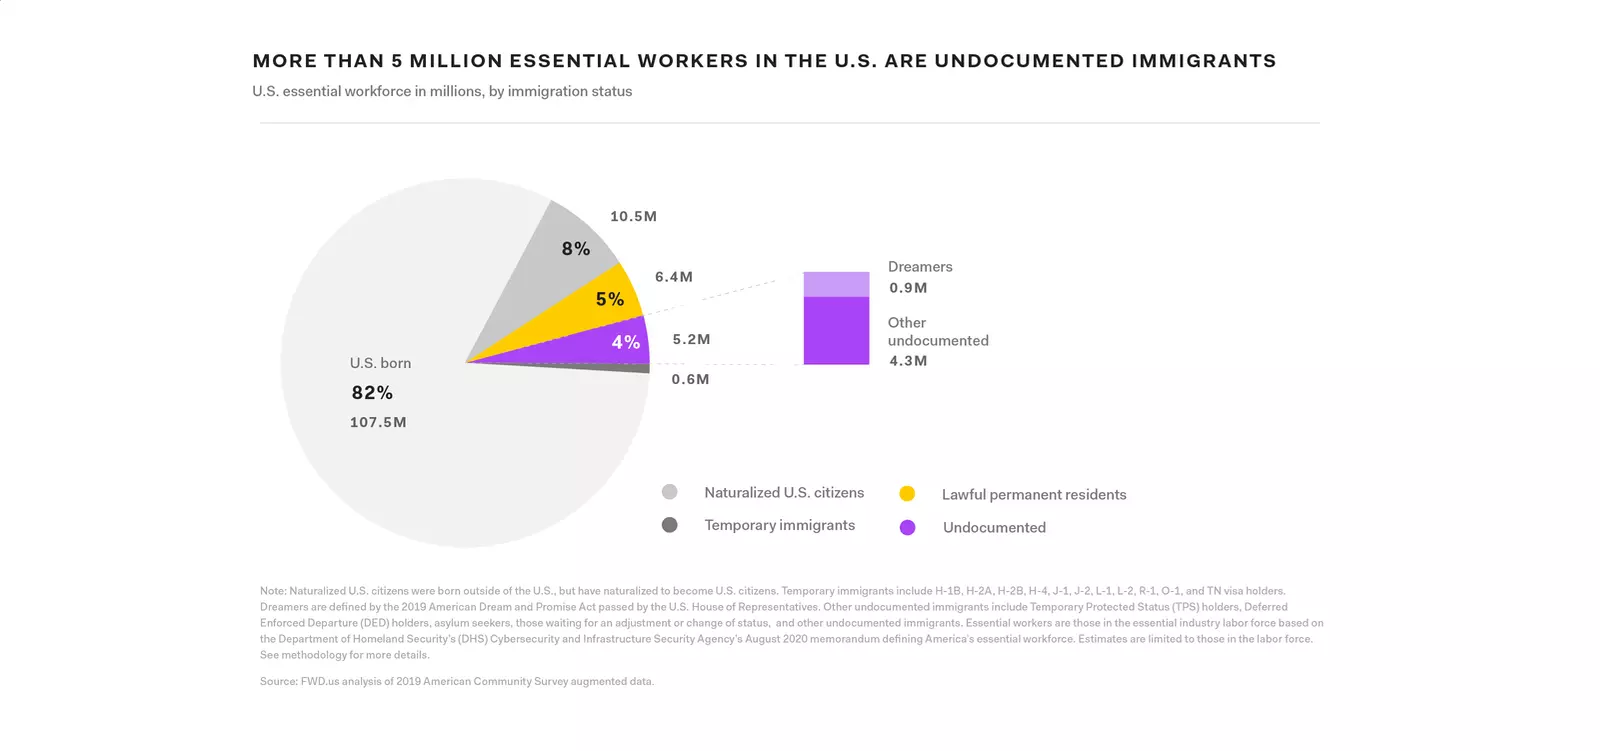 MORE THAN 5 MILLION ESSENTIAL WORKERS IN THE U.S. ARE UNDOCUMENTED IMMIGRANTS
U.S. essential workforce in millions, by immigration status
10.5M
8%
6.4M
5%
5.2M
4%
0.6M
Dreamers
0.9M
Other
undocumented
4.3M
U.S. born
82%
107.5M
Naturalized U.S. citizens
Lawful permanent residents
Temporary immigrants
Undocumented
Note: Naturalized U.S. citizens were born outside of the U.S., but have naturalized to become U.S. citizens. Temporary immigrants include H-1B, H-2A, H-2B, H-4, J-1, J-2, L-1, L-2, R-1, O-1, and TN visa holders.
Dreamers are defined by the 2019 American Dream and Promise Act passed by the U.S. House of Representatives. Other undocumented immigrants include Temporary Protected Status (TPS) holders, Deferred
Enforced Departure (DED) holders, asylum seekers, those waiting for an adjustment or change of status, and other undocumented immigrants. Essential workers are those in the essential industry labor force based on
the Department of Homeland Security's (DHS) Cybersecurity and Infrastructure Security Agency's August 2020 memorandum defining America's essential workforce. Estimates are limited to those in the labor force.
See methodology for more details.
Source: FWD.us analysis of 2019 American Community Survey augmented data.